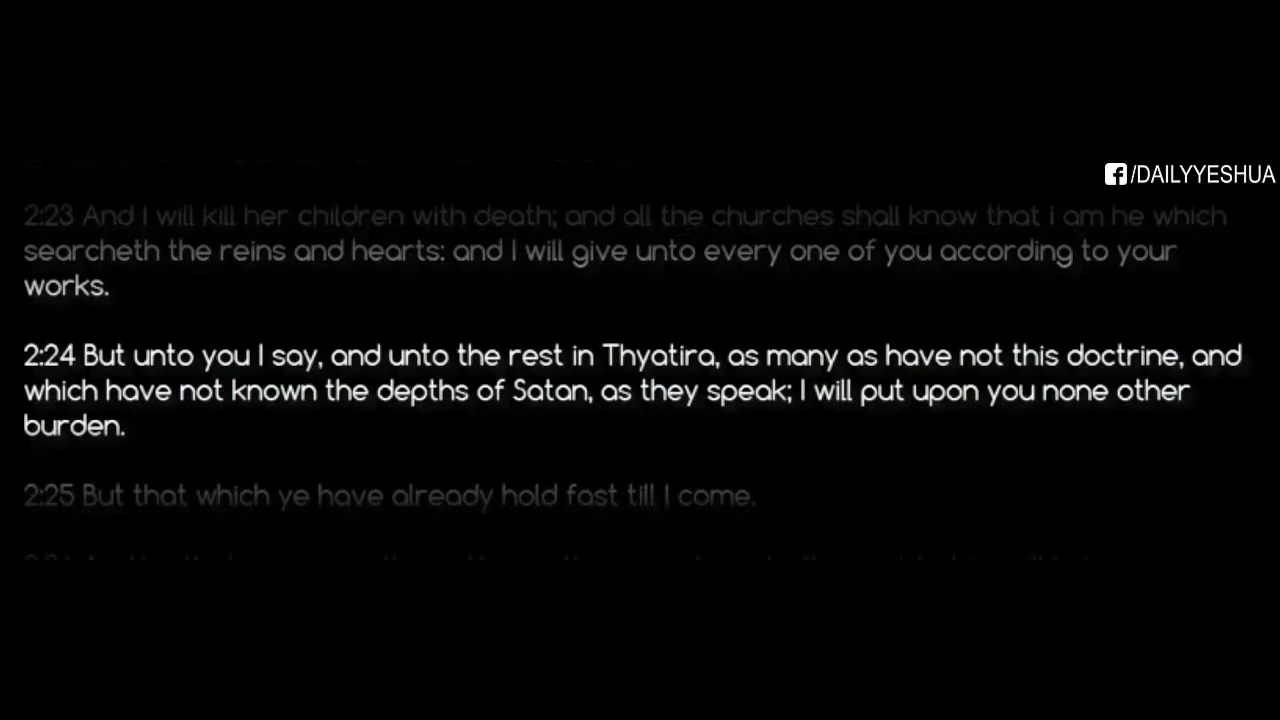 /DAILYYESHUA
2:23 And I will kill her children with death; and all the churches shall know that I am he which
searcheth the reins and hearts: and I will give unto every one of you according to your
works.
2:24 But unto you I say, and unto the rest in Thyatira, as many as have not this doctrine, and
which have not known the depths of Satan, as they speak; I will put upon you none other
burden.
2:25 But that which ye have already hold fast till I come.